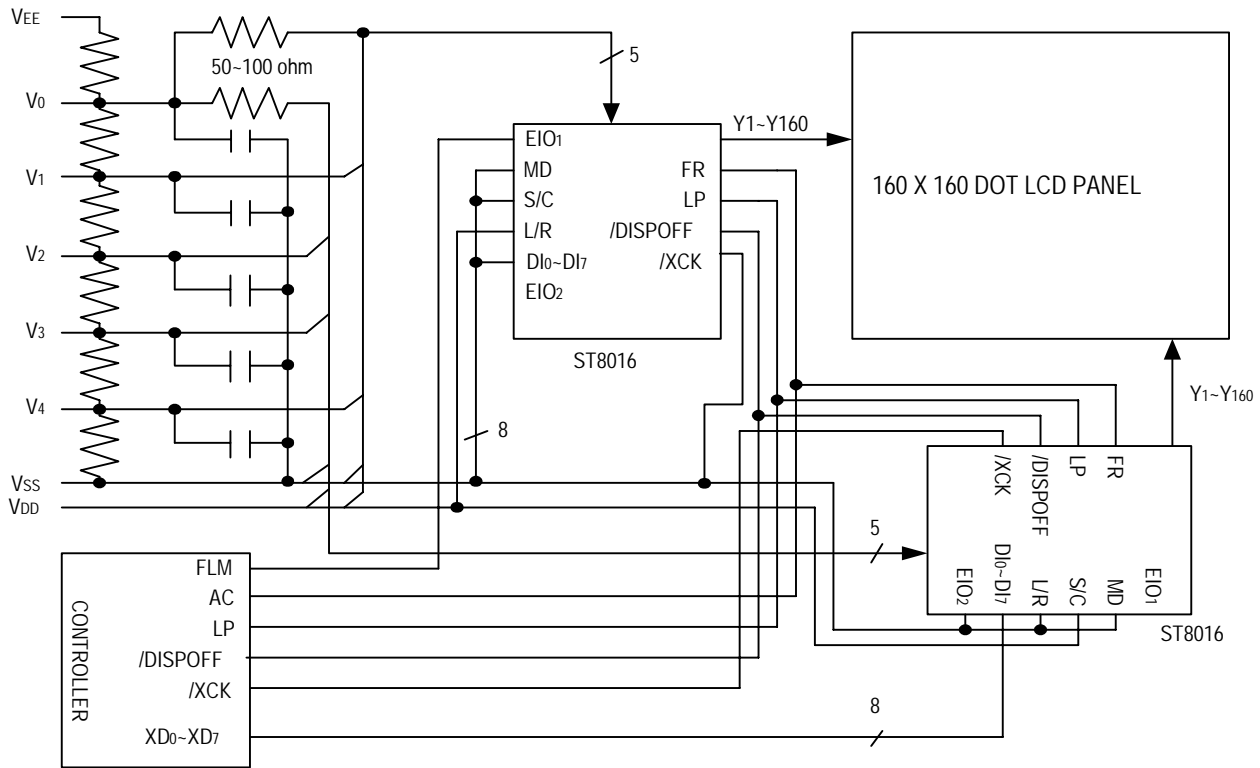 VEE
50~100 ohm
V0
V1
V2
V3
V4
VSS
VDD
5
EIO1
MD
S/C
L/R
DI0~DI7
EIO2
FR
LP
/DISPOFF
/XCK
ST8016
Y1~Y160
160 X 160 DOT LCD PANEL
Y1~Y160
8
/XCK
/DISPOFF
LP
FR
5
EIO2
DI0~DI7
L/R
S/C
MD
EIO1
ST8016
CONTROLLER
FLM
AC
LP
/DISPOFF
/XCK
XD0~XD7
8